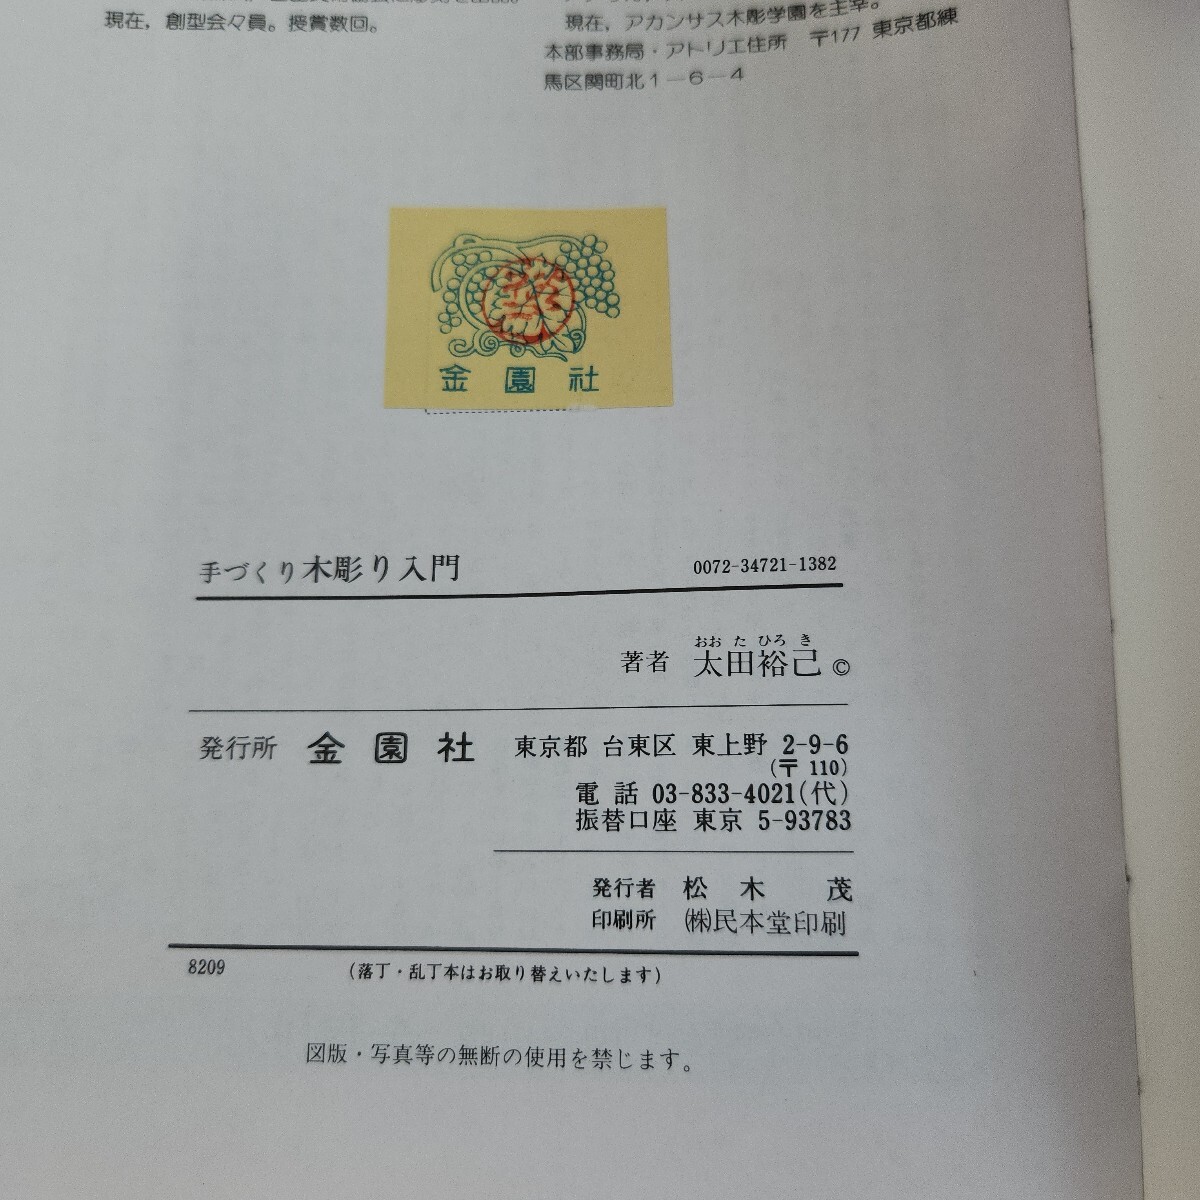 現在，創型会々員。授賞数回。
現在，アカンサス木彫学園を主宰。
本部事務局・アトリエ住所　〒177 東京都練
馬区関町北1－6－4
金園社
手づくり木彫り入門
0072-34721-1382
おおたひろき
著者 太田裕己 ©
発行所 金園社 東京都 台東区 東上野 2-9-6
(〒 110)
電話 03-833-4021(代)
振替口座 東京 5-93783
発行者 松木 茂
印刷所 ㈱民本堂印刷
8209
(落丁・乱丁本はお取り替えいたします)
図版・写真等の無断の使用を禁じます。